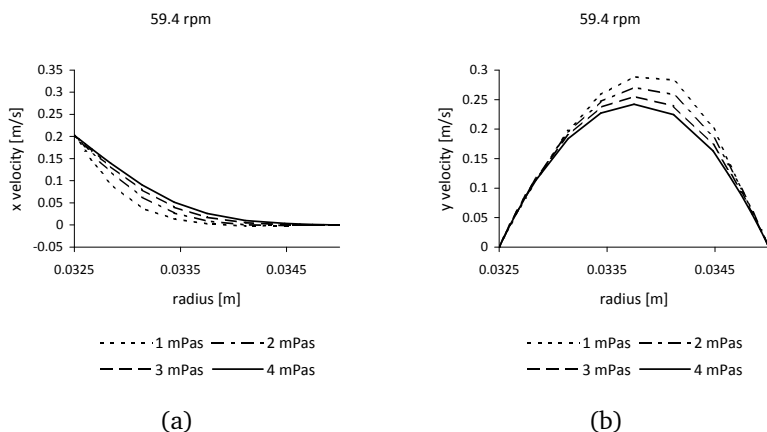 59.4 rpm
0.35
0.3
0.25
0.2
0.15
0.1
0.05
0
-0.05
x velocity [m/s]
0.0325 0.0335 0.0345
radius [m]
1 mPas 2 mPas
3 mPas 4 mPas
(a)
59.4 rpm
0.3
0.25
0.2
0.15
0.1
0.05
0
y velocity [m/s]
0.0325 0.0335 0.0345
radius [m]
1 mPas 2 mPas
3 mPas 4 mPas
(b)